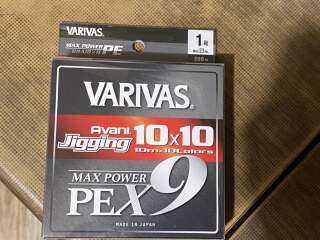 VARIVAS
MAX POWER PE
1号
200m
VARIVAS
Avani
Jigging 10×10
10m×10Colors
MAX POWER
PE X9
MADE IN JAPAN